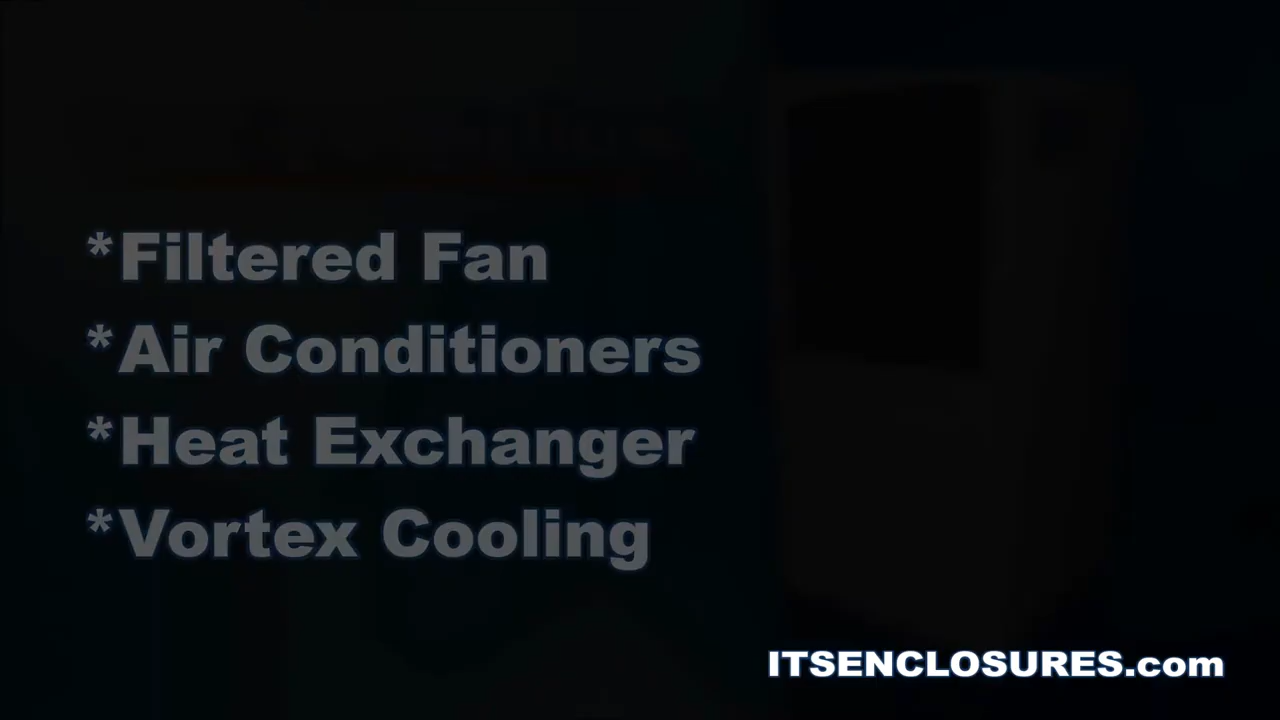 *Filtered Fan
*Air Conditioners
*Heat Exchanger
*Vortex Cooling
ITSENCLOSURES.com